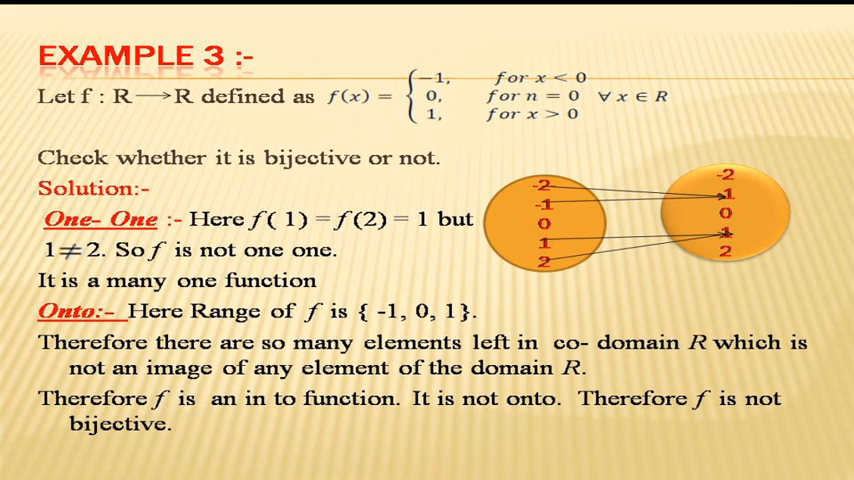 EXAMPLE 3 :-
Let f : R ⟶ R defined as f(x) = { −1, for x < 0
0, for n = 0 ∀ x ∈ R
1, for x > 0
Check whether it is bijective or not.
Solution:-
One- One :- Here f( 1) = f(2) = 1 but
1≠2. So f is not one one.
It is a many one function
Onto:- Here Range of f is { -1, 0, 1}.
Therefore there are so many elements left in co- domain R which is
not an image of any element of the domain R.
Therefore f is an in to function. It is not onto. Therefore f is not
bijective.
-2
-1
0
1
2
-2
-1
0
1
2